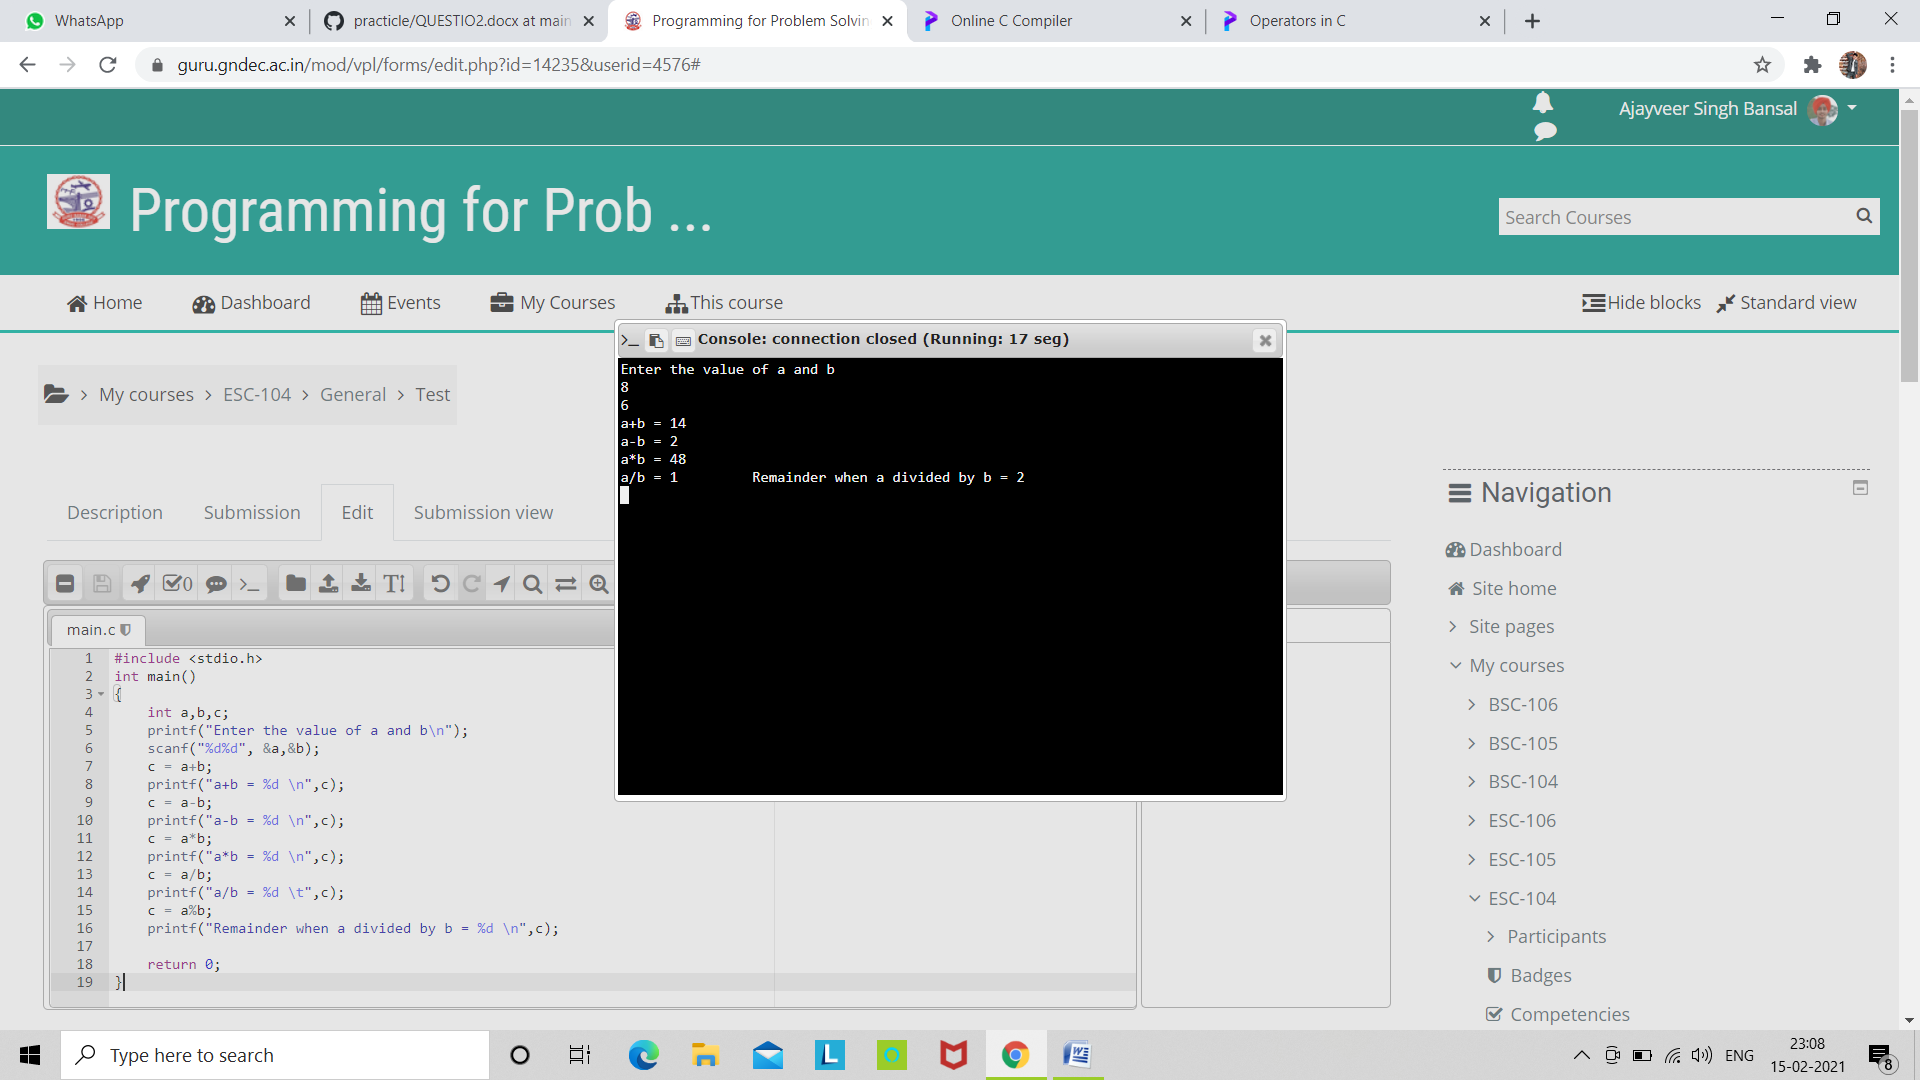 WhatsApp
practicle/QUESTIO2.docx at main
Programming for Problem Solvin
Online C Compiler
Operators in C
guru.gndec.ac.in/mod/vpl/forms/edit.php?id=14235&userid=4576#
Ajayveer Singh Bansal
Programming for Prob ...
Search Courses
Home
Dashboard
Events
My Courses
This course
Hide blocks
Standard view
My courses > ESC-104 > General > Test
Description
Submission
Edit
Submission view
Console: connection closed (Running: 17 seg)
Enter the value of a and b
8
6
a+b = 14
a-b = 2
a*b = 48
a/b = 1 Remainder when a divided by b = 2
main.c
1 #include <stdio.h>
2 int main()
3 {
4 int a,b,c;
5 printf("Enter the value of a and b\n");
6 scanf("%d%d", &a,&b);
7 c = a+b;
8 printf("a+b = %d \n",c);
9 c = a-b;
10 printf("a-b = %d \n",c);
11 c = a*b;
12 printf("a*b = %d \n",c);
13 c = a/b;
14 printf("a/b = %d \t",c);
15 c = a%b;
16 printf("Remainder when a divided by b = %d \n",c);
17
18 return 0;
19 }
Navigation
Dashboard
Site home
Site pages
My courses
BSC-106
BSC-105
BSC-104
ESC-106
ESC-105
ESC-104
Participants
Badges
Competencies
Type here to search
ENG
23:08
15-02-2021
8